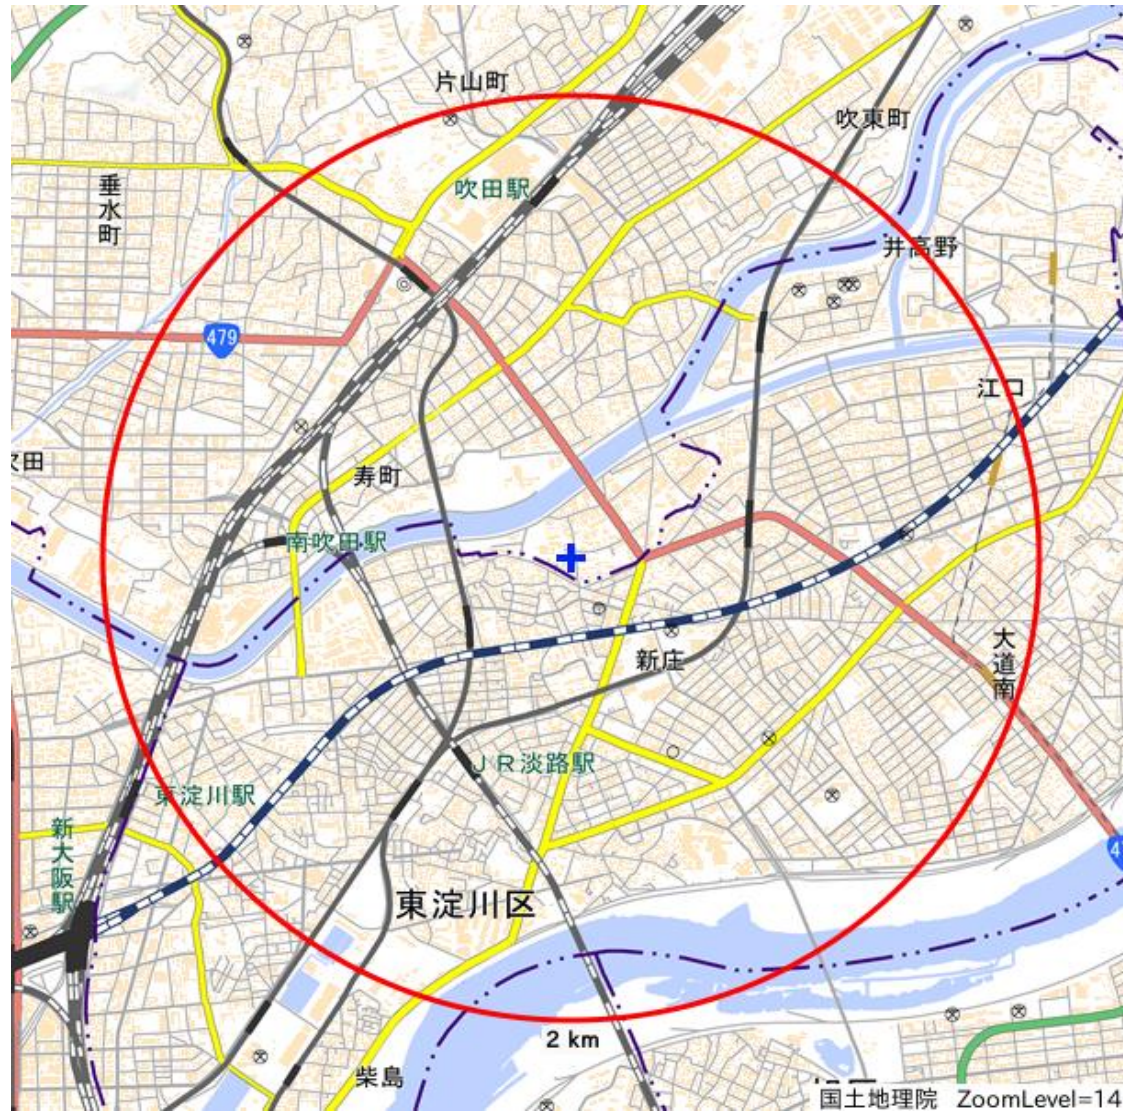 片山町
吹東町
垂水町
吹田駅
井高野
479
江口
寿町
南吹田駅
新庄
大道南
JR淡路駅
東淀川駅
新大阪駅
東淀川区
2 km
柴島
国土地理院 ZoomLevel=14